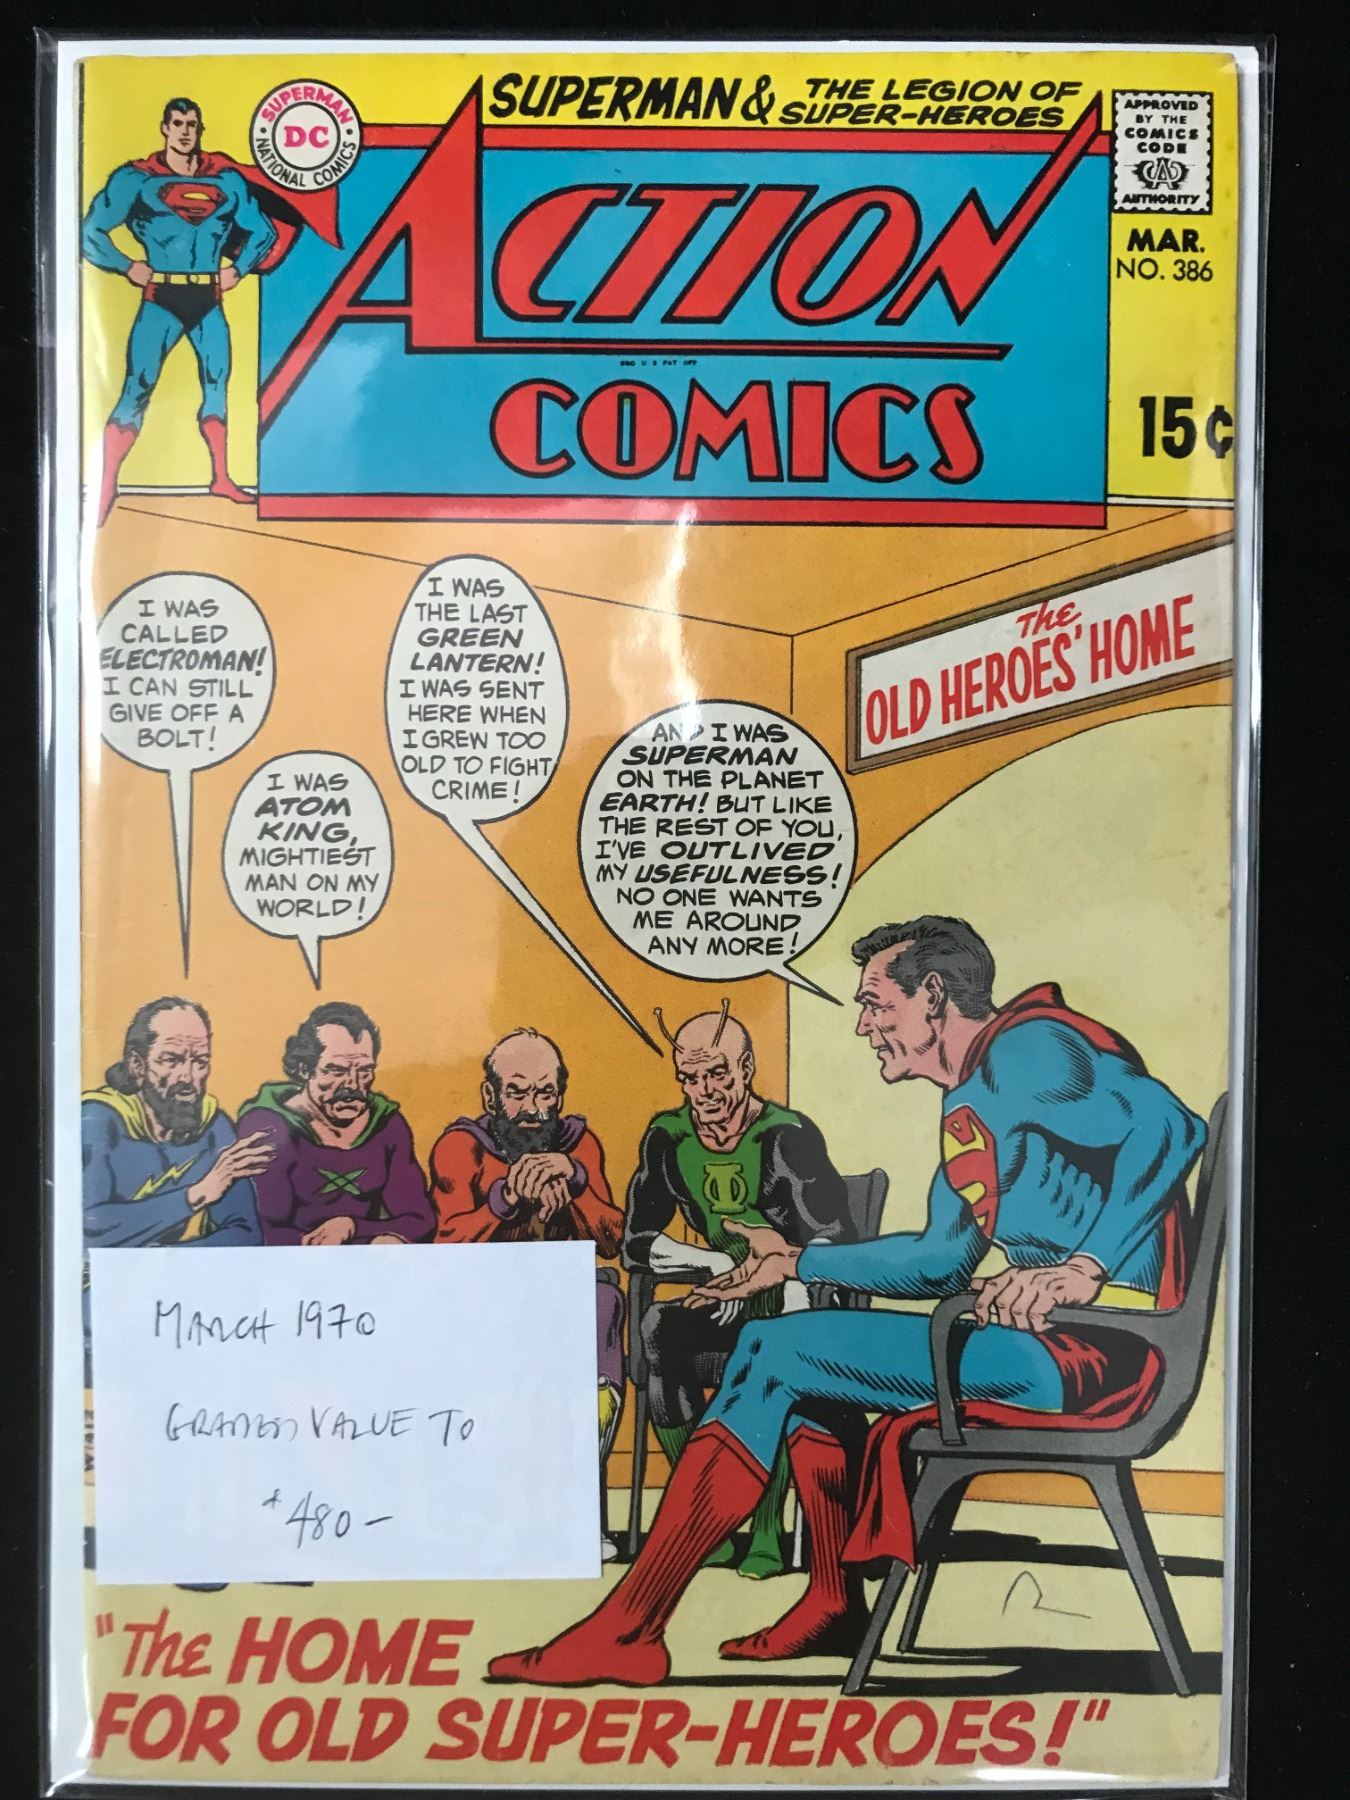 SUPERMAN & THE LEGION OF
SUPER-HEROES
SUPERMAN
DC
NATIONAL COMICS
ACTION
COMICS
REG U S PAT OFF
APPROVED
BY THE
COMICS
CODE
CA
AUTHORITY
MAR.
NO. 386
15¢
I WAS
CALLED
ELECTROMAN!
I CAN STILL
GIVE OFF A
BOLT!
I WAS
ATOM
KING,
MIGHTIEST
MAN ON MY
WORLD!
I WAS
THE LAST
GREEN
LANTERN!
I WAS SENT
HERE WHEN
I GREW TOO
OLD TO FIGHT
CRIME!
AND I WAS
SUPERMAN
ON THE PLANET
EARTH! BUT LIKE
THE REST OF YOU,
I'VE OUTLIVED
MY USEFULNESS!
NO ONE WANTS
ME AROUND
ANY MORE!
The
OLD HEROES' HOME
MARCH 1970
GRADED VALUE TO
$480-
"The HOME
FOR OLD SUPER-HEROES!"